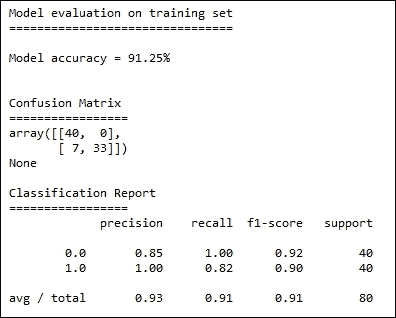 Model evaluation on training set
================================
Model accuracy = 91.25%
Confusion Matrix
=================
array([[40,  0],
       [ 7, 33]])
None
Classification Report
=================
             precision    recall  f1-score   support
        0.0       0.85      1.00      0.92        40
        1.0       1.00      0.82      0.90        40
avg / total       0.93      0.91      0.91        80